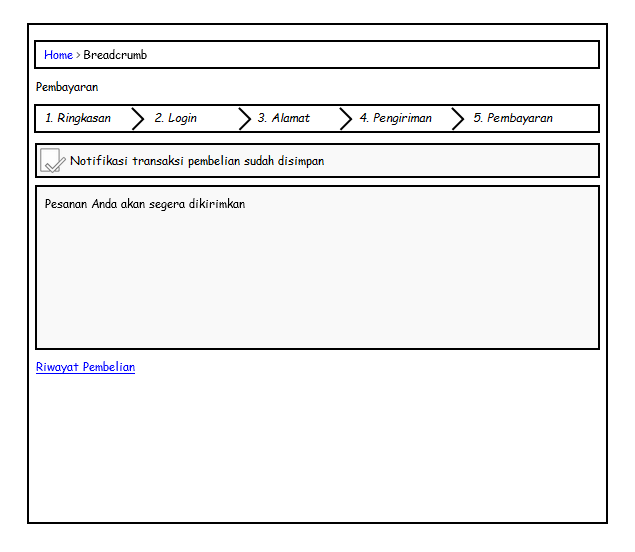 Home > Breadcrumb
Pembayaran
1. Ringkasan 2. Login 3. Alamat 4. Pengiriman 5. Pembayaran
Notifikasi transaksi pembelian sudah disimpan
Pesanan Anda akan segera dikirimkan
Riwayat Pembelian